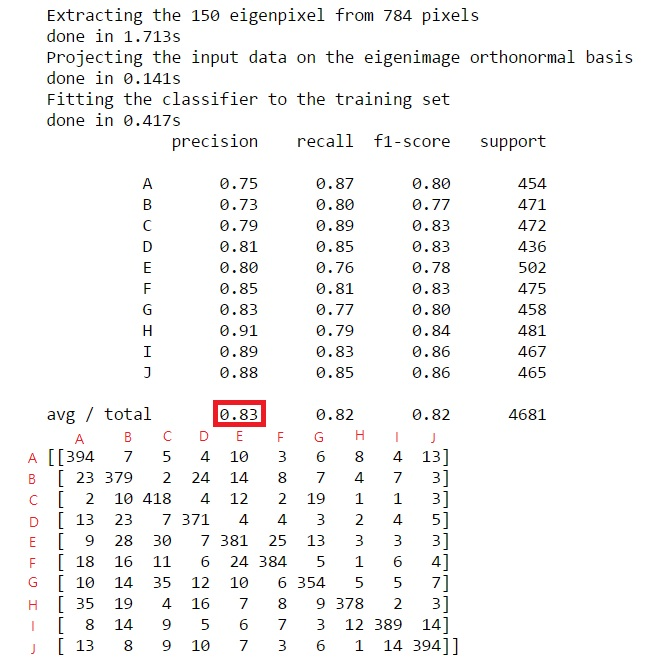 Extracting the 150 eigenpixel from 784 pixels
done in 1.713s
Projecting the input data on the eigenimage orthonormal basis
done in 0.141s
Fitting the classifier to the training set
done in 0.417s
precision recall f1-score support
A 0.75 0.87 0.80 454
B 0.73 0.80 0.77 471
C 0.79 0.89 0.83 472
D 0.81 0.85 0.83 436
E 0.80 0.76 0.78 502
F 0.85 0.81 0.83 475
G 0.83 0.77 0.80 458
H 0.91 0.79 0.84 481
I 0.89 0.83 0.86 467
J 0.88 0.85 0.86 465
avg / total 0.83 0.82 0.82 4681
A B C D E F G H I J
A [[394 7 5 4 10 3 6 8 4 13]
B [ 23 379 2 24 14 8 7 4 7 3]
C [ 2 10 418 4 12 2 19 1 1 3]
D [ 13 23 7 371 4 4 3 2 4 5]
E [ 9 28 30 7 381 25 13 3 3 3]
F [ 18 16 11 6 24 384 5 1 6 4]
G [ 10 14 35 12 10 6 354 5 5 7]
H [ 35 19 4 16 7 8 9 378 2 3]
I [ 8 14 9 5 6 7 3 12 389 14]
J [ 13 8 9 10 7 3 6 1 14 394]]